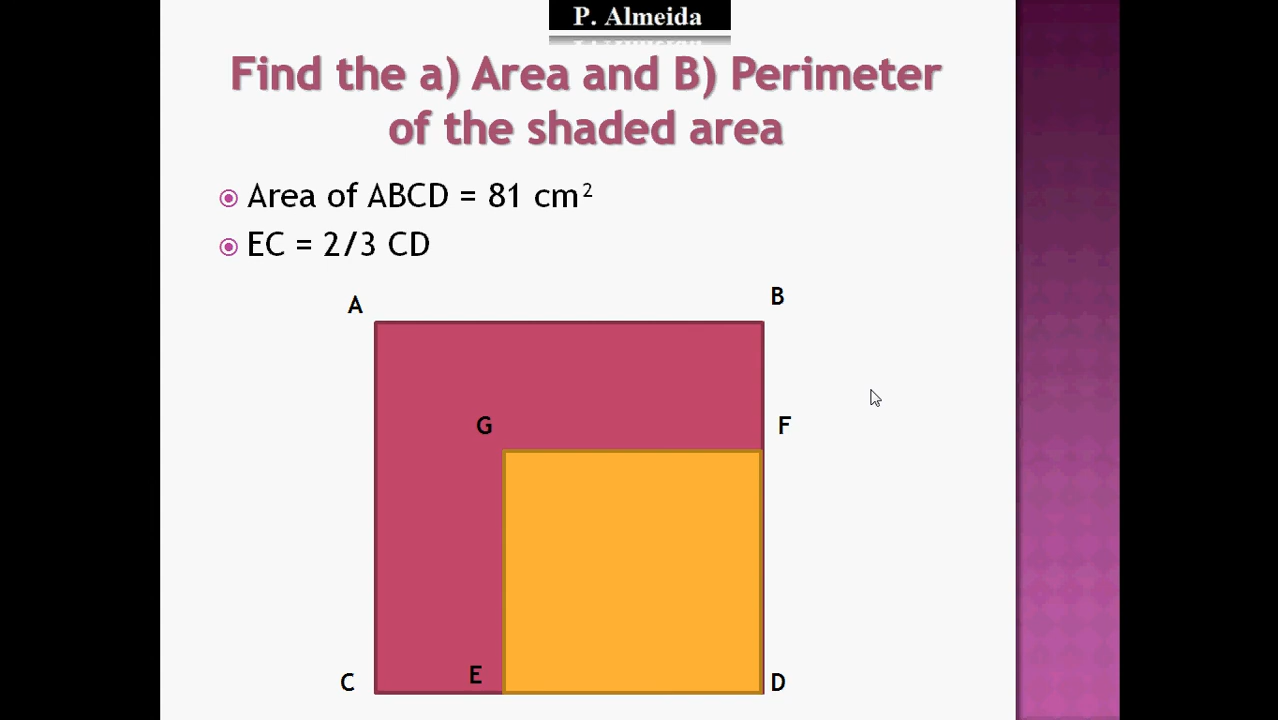 P. Almeida
Find the a) Area and B) Perimeter
of the shaded area
Area of ABCD = 81 cm²
EC = 2/3 CD
A
B
G
F
C
E
D